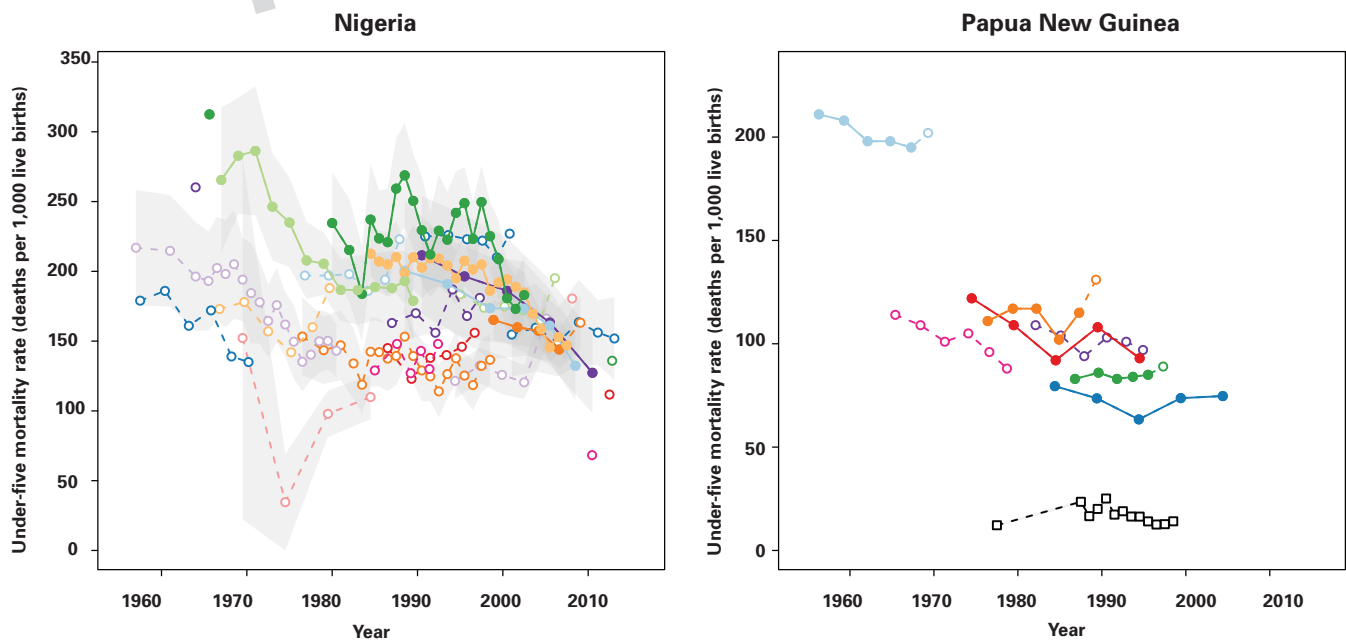 Nigeria
Under-five mortality rate (deaths per 1,000 live births)
350
300
250
200
150
100
50
0
1960 1970 1980 1990 2000 2010
Year
Papua New Guinea
Under-five mortality rate (deaths per 1,000 live births)
200
150
100
50
0
1960 1970 1980 1990 2000 2010
Year